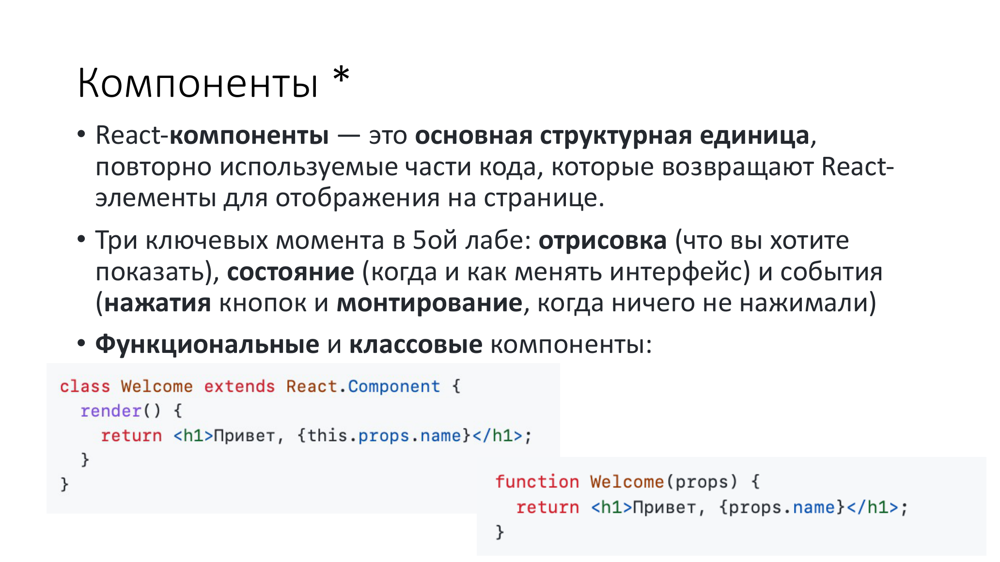 Компоненты *
• React-компоненты — это основная структурная единица,
повторно используемые части кода, которые возвращают React-
элементы для отображения на странице.
• Три ключевых момента в 5ой лабе: отрисовка (что вы хотите
показать), состояние (когда и как менять интерфейс) и события
(нажатия кнопок и монтирование, когда ничего не нажимали)
• Функциональные и классовые компоненты:
class Welcome extends React.Component {
  render() {
    return <h1>Привет, {this.props.name}</h1>;
  }
}
function Welcome(props) {
  return <h1>Привет, {props.name}</h1>;
}